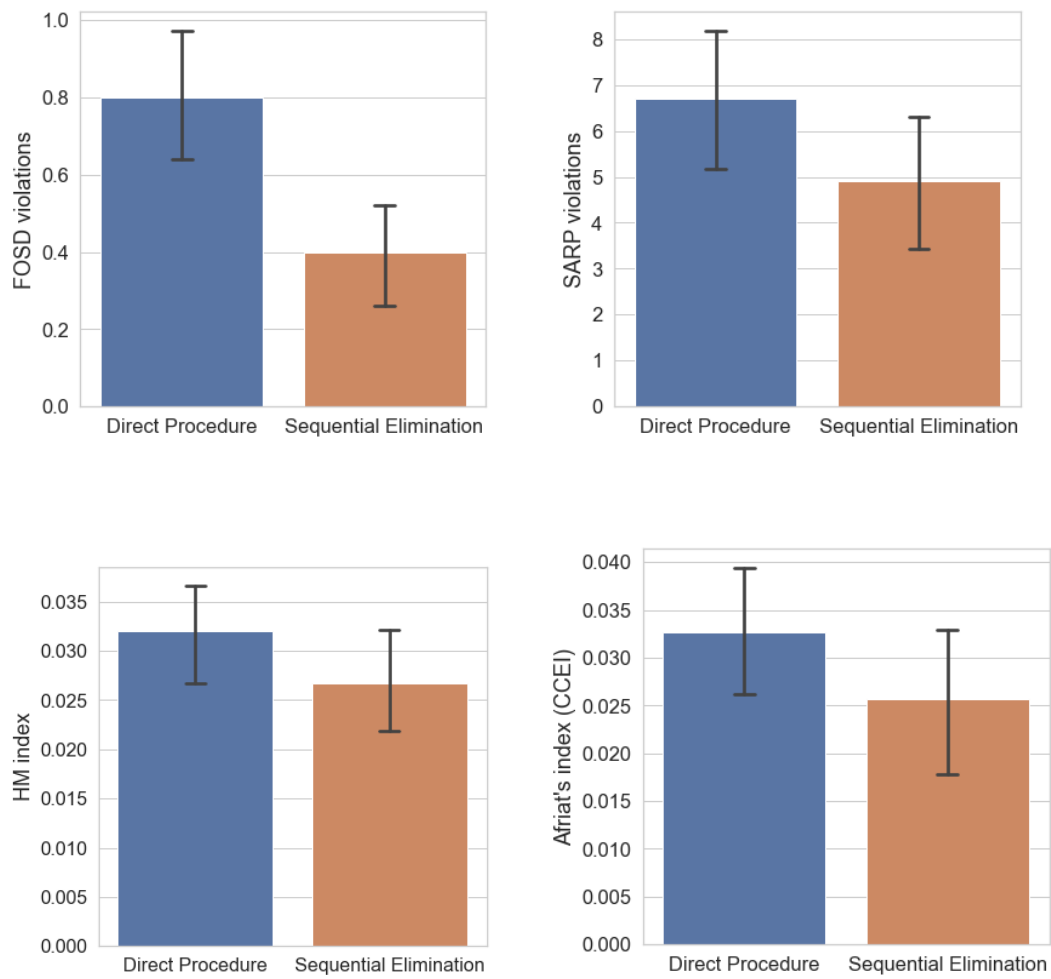 FOSD violations
1.0
0.8
0.6
0.4
0.2
0.0
Direct Procedure
Sequential Elimination
SARP violations
8
7
6
5
4
3
2
1
0
Direct Procedure
Sequential Elimination
HM index
0.035
0.030
0.025
0.020
0.015
0.010
0.005
0.000
Direct Procedure
Sequential Elimination
Afriat's index (CCEI)
0.040
0.035
0.030
0.025
0.020
0.015
0.010
0.005
0.000
Direct Procedure
Sequential Elimination